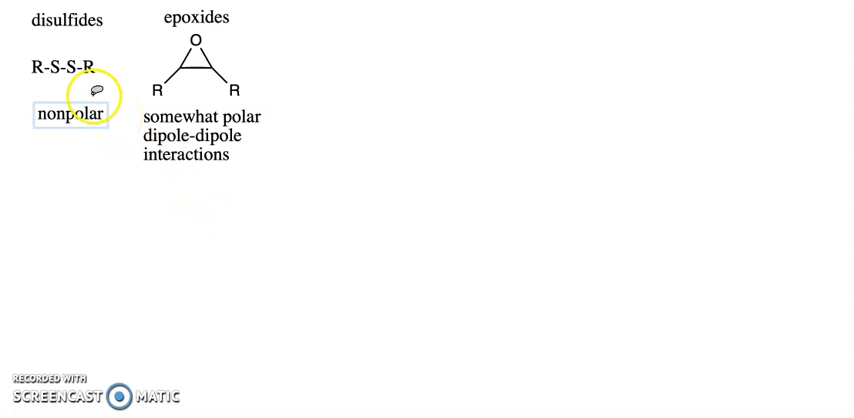 disulfides
R-S-S-R
nonpolar
epoxides
O
R R
somewhat polar
dipole-dipole
interactions
RECORDED WITH
SCREENCAST MATIC